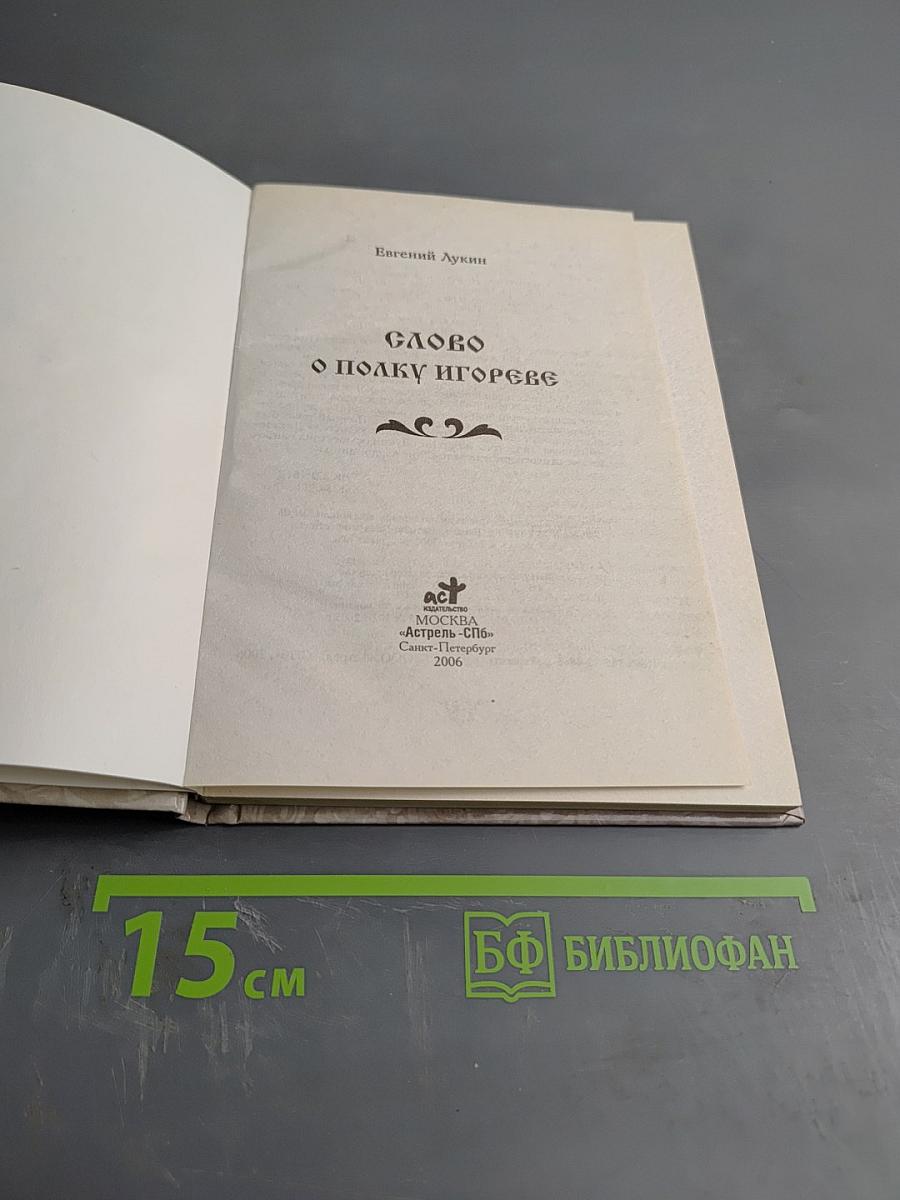 Евгений Лукин
СЛОВО
О ПОЛКУ ИГОРЕВЕ
аст
ИЗДАТЕЛЬСТВО
МОСКВА
«Астрель-СПб»
Санкт-Петербург
2006
15 см
БФ БИБЛИОФАН